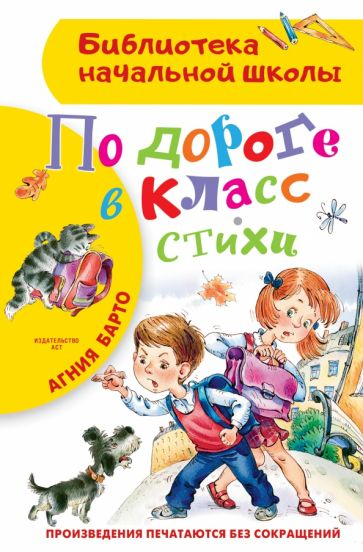 Библиотека
начальной школы
По дороге
в класс
стихи
АГНИЯ БАРТО
ИЗДАТЕЛЬСТВО
АСТ
ПРОИЗВЕДЕНИЯ ПЕЧАТАЮТСЯ БЕЗ СОКРАЩЕНИЙ